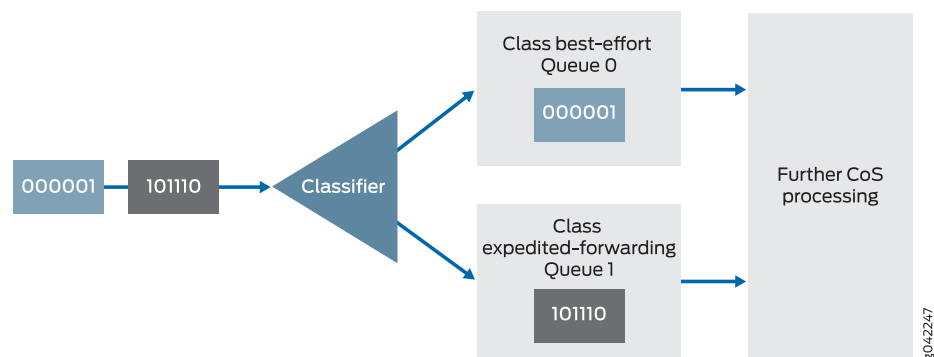 000001
101110
Classifier
Class best-effort
Queue 0
000001
Class
expedited-forwarding
Queue 1
101110
Further CoS
processing
g042247